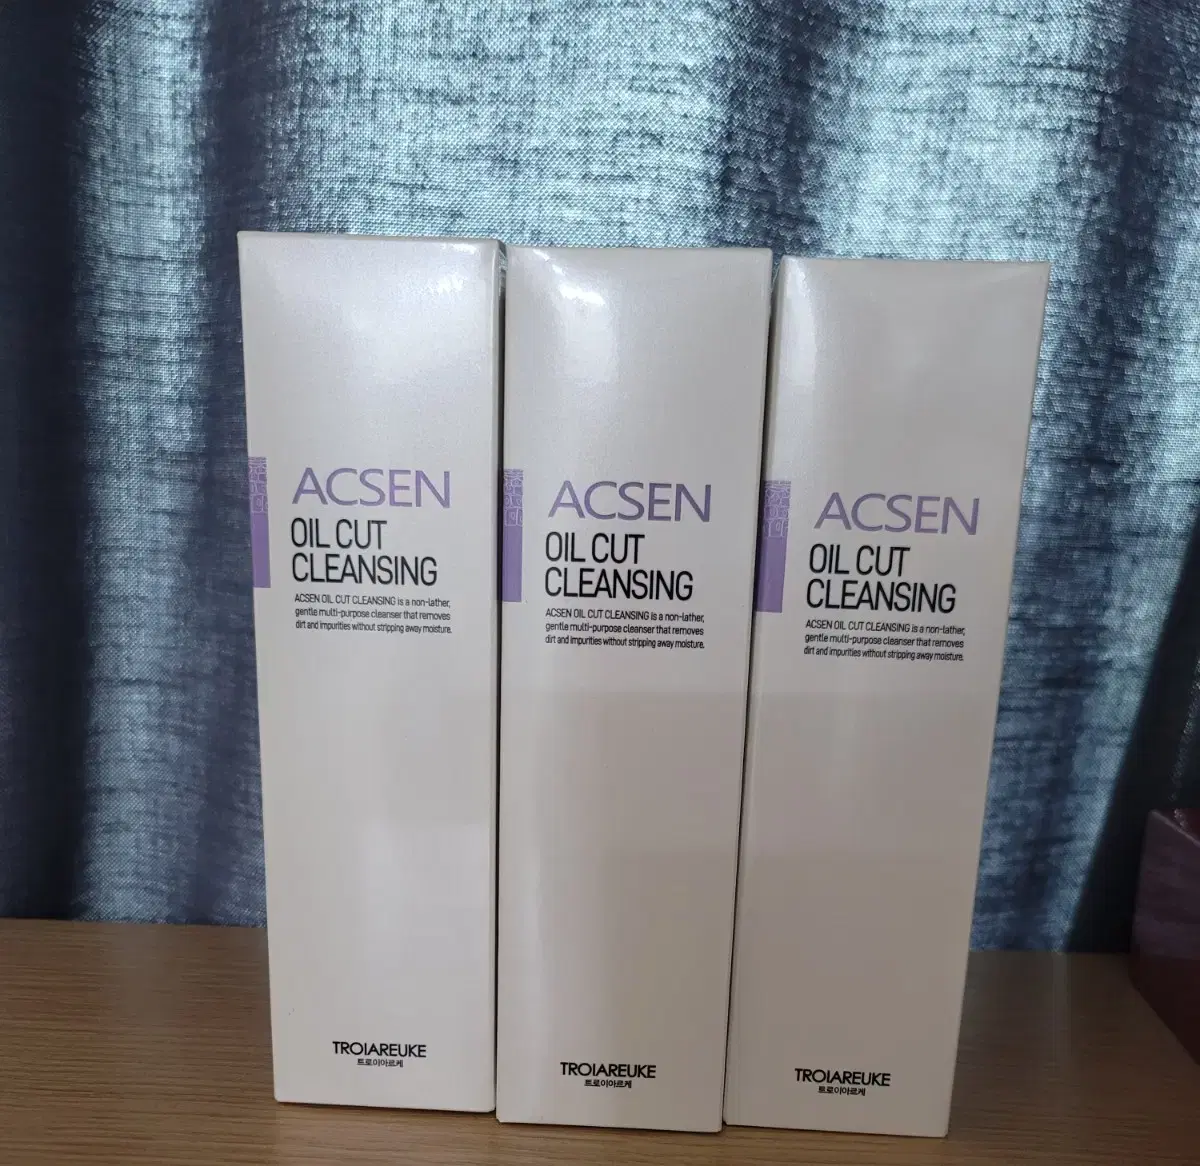 ACSEN
OIL CUT
CLEANSING
ACSEN OIL CUT CLEANSING is a non-lather,
gentle multi-purpose cleanser that removes
dirt and impurities without stripping away moisture.
TROIAREUKE
트로이아르케
ACSEN
OIL CUT
CLEANSING
ACSEN OIL CUT CLEANSING is a non-lather,
gentle multi-purpose cleanser that removes
dirt and impurities without stripping away moisture.
TROIAREUKE
트로이아르케
ACSEN
OIL CUT
CLEANSING
ACSEN OIL CUT CLEANSING is a non-lather,
gentle multi-purpose cleanser that removes
dirt and impurities without stripping away moisture.
TROIAREUKE
트로이아르케